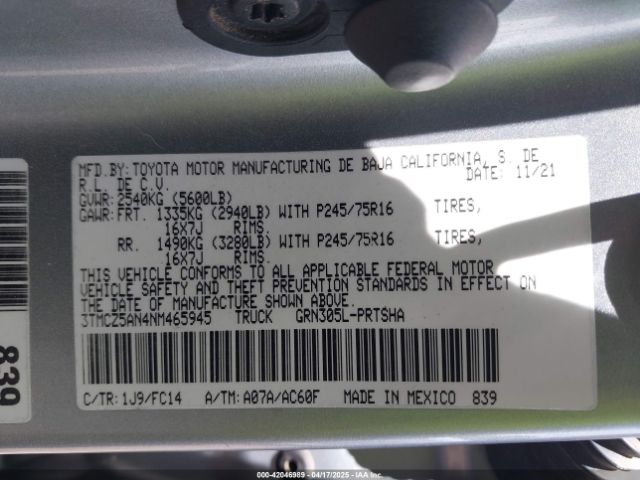 MFD.BY:TOYOTA MOTOR MANUFACTURING DE BAJA CALIFORNIA, S. DE
R.L. DE C.V. DATE: 11/21
GVWR: 2540KG (5600LB)
GAWR: FRT. 1335KG (2940LB) WITH P245/75R16 TIRES,
16X7J RIMS.
RR. 1490KG (3280LB) WITH P245/75R16 TIRES,
16X7J RIMS.
THIS VEHICLE CONFORMS TO ALL APPLICABLE FEDERAL MOTOR
VEHICLE SAFETY AND THEFT PREVENTION STANDARDS IN EFFECT ON
THE DATE OF MANUFACTURE SHOWN ABOVE.
3TMCZ5AN4NM465945 TRUCK GRN305L-PRTSHA
C/TR:1J9/FC14 A/TM:A07A/AC60F MADE IN MEXICO 839
839
000-42046989 - 04/17/2025 - IAAI.com